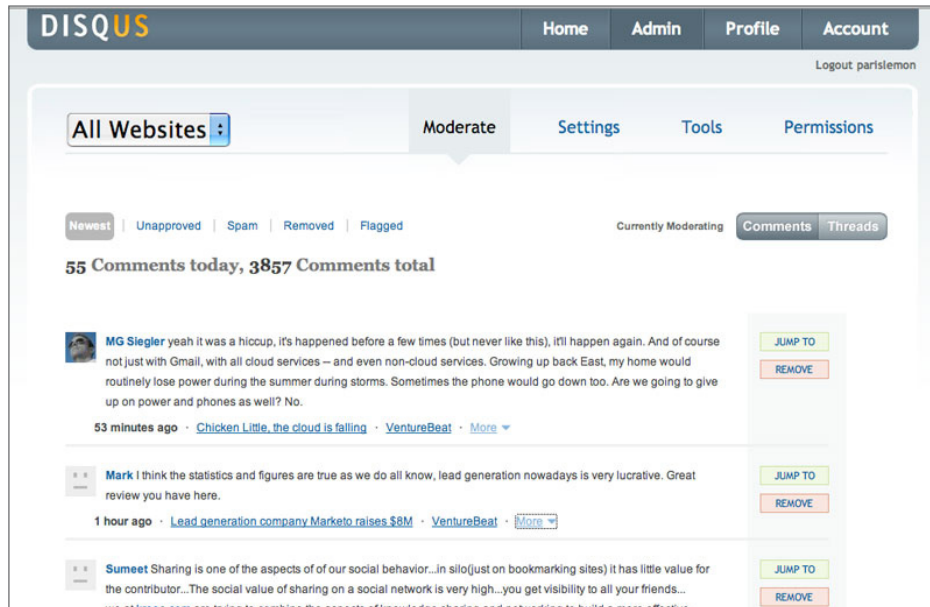 DISQUS
Home Admin Profile Account
Logout parislemon
All Websites
Moderate Settings Tools Permissions
Newest | Unapproved | Spam | Removed | Flagged
Currently Moderating Comments Threads
55 Comments today, 3857 Comments total
MG Siegler yeah it was a hiccup, it's happened before a few times (but never like this), it'll happen again. And of course
JUMP TO
not just with Gmail, with all cloud services -- and even non-cloud services. Growing up back East, my home would
REMOVE
routinely lose power during the summer during storms. Sometimes the phone would go down too. Are we going to give
up on power and phones as well? No.
53 minutes ago · Chicken Little, the cloud is falling · VentureBeat · More
Mark I think the statistics and figures are true as we do all know, lead generation nowadays is very lucrative. Great
JUMP TO
review you have here.
REMOVE
1 hour ago · Lead generation company Marketo raises $8M · VentureBeat · More
Sumeet Sharing is one of the aspects of of our social behavior...in silo(just on bookmarking sites) it has little value for
JUMP TO
the contributor...The social value of sharing on a social network is very high...you get visibility to all your friends...
REMOVE